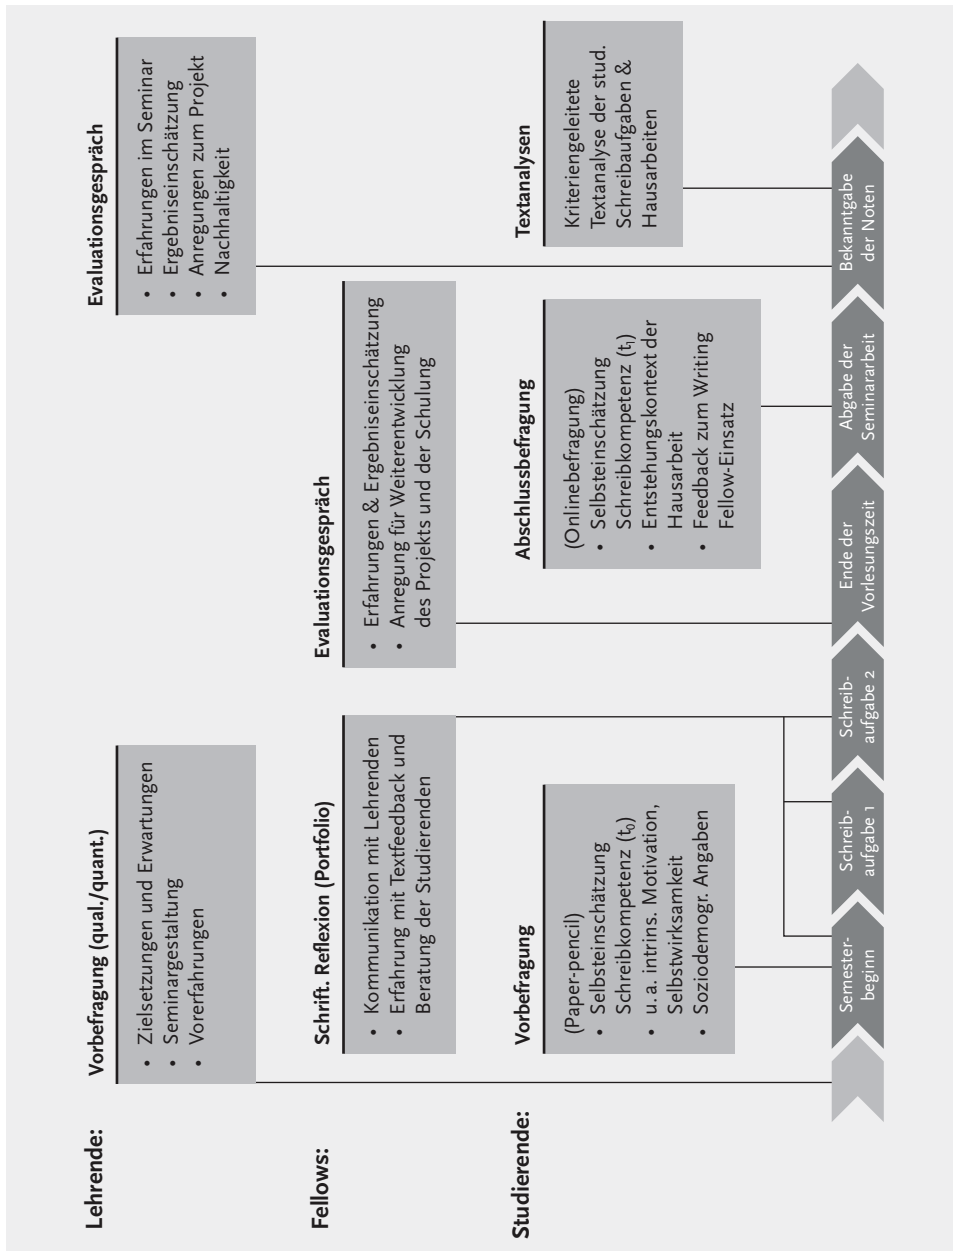 Lehrende:
Vorbefragung (qual./quant.)
• Zielsetzungen und Erwartungen
• Seminargestaltung
• Vorerfahrungen
Evaluationsgespräch
• Erfahrungen im Seminar
• Ergebniseinschätzung
• Anregungen zum Projekt
• Nachhaltigkeit
Fellows:
Schrift. Reflexion (Portfolio)
• Kommunikation mit Lehrenden
• Erfahrung mit Textfeedback und
Beratung der Studierenden
Evaluationsgespräch
• Erfahrungen & Ergebniseinschätzung
• Anregung für Weiterentwicklung
des Projekts und der Schulung
Studierende:
Vorbefragung
(Paper-pencil)
• Selbsteinschätzung
Schreibkompetenz (t₀)
• u. a. intrins. Motivation,
Selbstwirksamkeit
• Soziodemogr. Angaben
Abschlussbefragung
(Onlinebefragung)
• Selbsteinschätzung
Schreibkompetenz (t₁)
• Entstehungskontext der
Hausarbeit
• Feedback zum Writing
Fellow-Einsatz
Textanalysen
Kriteriengeleitete
Textanalyse der stud.
Schreibaufgaben &
Hausarbeiten
Semester-
beginn
Schreib-
aufgabe 1
Schreib-
aufgabe 2
Ende der
Vorlesungszeit
Abgabe der
Seminararbeit
Bekanntgabe
der Noten